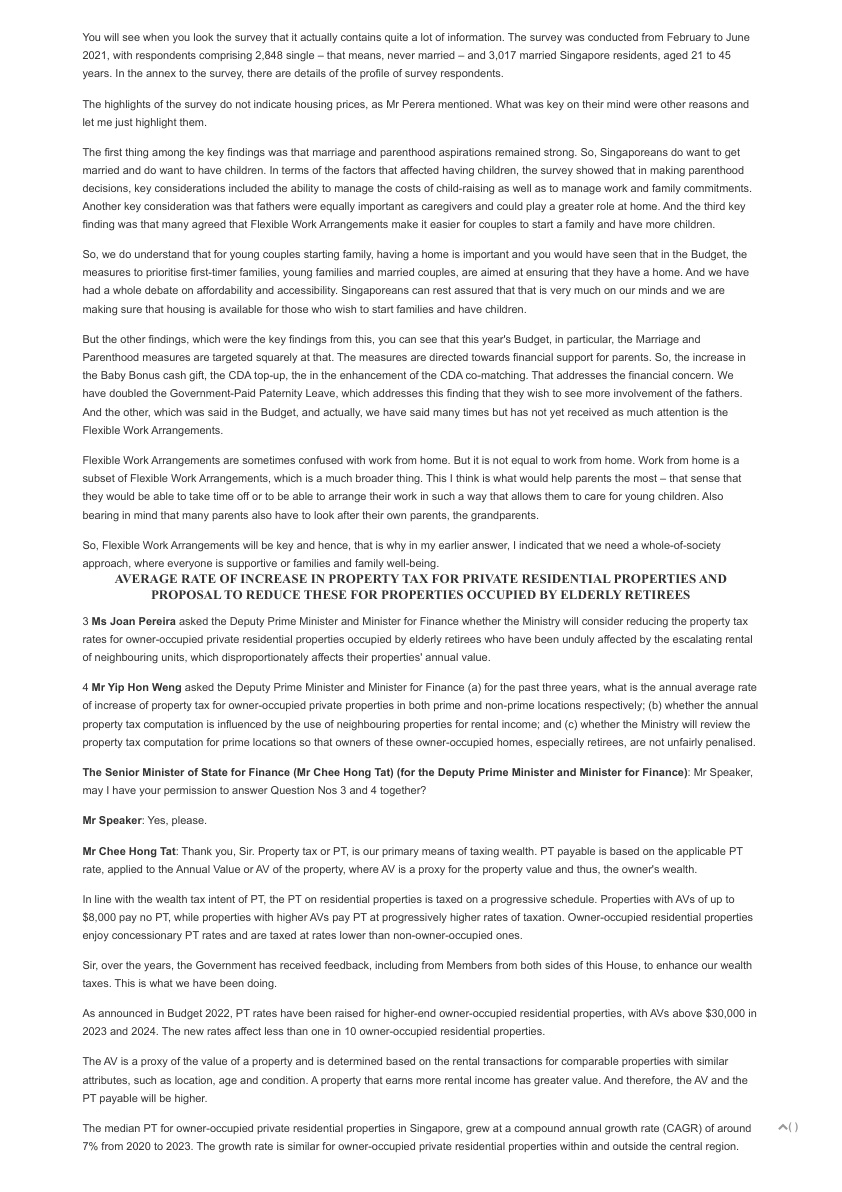 You will see when you look the survey that it actually contains quite a lot of information. The survey was conducted from February to June
2021, with respondents comprising 2,848 single – that means, never married – and 3,017 married Singapore residents, aged 21 to 45
years. In the annex to the survey, there are details of the profile of survey respondents.
The highlights of the survey do not indicate housing prices, as Mr Perera mentioned. What was key on their mind were other reasons and
let me just highlight them.
The first thing among the key findings was that marriage and parenthood aspirations remained strong. So, Singaporeans do want to get
married and do want to have children. In terms of the factors that affected having children, the survey showed that in making parenthood
decisions, key considerations included the ability to manage the costs of child-raising as well as to manage work and family commitments.
Another key consideration was that fathers were equally important as caregivers and could play a greater role at home. And the third key
finding was that many agreed that Flexible Work Arrangements make it easier for couples to start a family and have more children.
So, we do understand that for young couples starting family, having a home is important and you would have seen that in the Budget, the
measures to prioritise first-timer families, young families and married couples, are aimed at ensuring that they have a home. And we have
had a whole debate on affordability and accessibility. Singaporeans can rest assured that that is very much on our minds and we are
making sure that housing is available for those who wish to start families and have children.
But the other findings, which were the key findings from this, you can see that this year's Budget, in particular, the Marriage and
Parenthood measures are targeted squarely at that. The measures are directed towards financial support for parents. So, the increase in
the Baby Bonus cash gift, the CDA top-up, the in the enhancement of the CDA co-matching. That addresses the financial concern. We
have doubled the Government-Paid Paternity Leave, which addresses this finding that they wish to see more involvement of the fathers.
And the other, which was said in the Budget, and actually, we have said many times but has not yet received as much attention is the
Flexible Work Arrangements.
Flexible Work Arrangements are sometimes confused with work from home. But it is not equal to work from home. Work from home is a
subset of Flexible Work Arrangements, which is a much broader thing. This I think is what would help parents the most – that sense that
they would be able to take time off or to be able to arrange their work in such a way that allows them to care for young children. Also
bearing in mind that many parents also have to look after their own parents, the grandparents.
So, Flexible Work Arrangements will be key and hence, that is why in my earlier answer, I indicated that we need a whole-of-society
approach, where everyone is supportive or families and family well-being.
AVERAGE RATE OF INCREASE IN PROPERTY TAX FOR PRIVATE RESIDENTIAL PROPERTIES AND
PROPOSAL TO REDUCE THESE FOR PROPERTIES OCCUPIED BY ELDERLY RETIREES
3 Ms Joan Pereira asked the Deputy Prime Minister and Minister for Finance whether the Ministry will consider reducing the property tax
rates for owner-occupied private residential properties occupied by elderly retirees who have been unduly affected by the escalating rental
of neighbouring units, which disproportionately affects their properties' annual value.
4 Mr Yip Hon Weng asked the Deputy Prime Minister and Minister for Finance (a) for the past three years, what is the annual average rate
of increase of property tax for owner-occupied private properties in both prime and non-prime locations respectively; (b) whether the annual
property tax computation is influenced by the use of neighbouring properties for rental income; and (c) whether the Ministry will review the
property tax computation for prime locations so that owners of these owner-occupied homes, especially retirees, are not unfairly penalised.
The Senior Minister of State for Finance (Mr Chee Hong Tat) (for the Deputy Prime Minister and Minister for Finance): Mr Speaker,
may I have your permission to answer Question Nos 3 and 4 together?
Mr Speaker: Yes, please.
Mr Chee Hong Tat: Thank you, Sir. Property tax or PT, is our primary means of taxing wealth. PT payable is based on the applicable PT
rate, applied to the Annual Value or AV of the property, where AV is a proxy for the property value and thus, the owner's wealth.
In line with the wealth tax intent of PT, the PT on residential properties is taxed on a progressive schedule. Properties with AVs of up to
$8,000 pay no PT, while properties with higher AVs pay PT at progressively higher rates of taxation. Owner-occupied residential properties
enjoy concessionary PT rates and are taxed at rates lower than non-owner-occupied ones.
Sir, over the years, the Government has received feedback, including from Members from both sides of this House, to enhance our wealth
taxes. This is what we have been doing.
As announced in Budget 2022, PT rates have been raised for higher-end owner-occupied residential properties, with AVs above $30,000 in
2023 and 2024. The new rates affect less than one in 10 owner-occupied residential properties.
The AV is a proxy of the value of a property and is determined based on the rental transactions for comparable properties with similar
attributes, such as location, age and condition. A property that earns more rental income has greater value. And therefore, the AV and the
PT payable will be higher.
The median PT for owner-occupied private residential properties in Singapore, grew at a compound annual growth rate (CAGR) of around
7% from 2020 to 2023. The growth rate is similar for owner-occupied private residential properties within and outside the central region.
( )